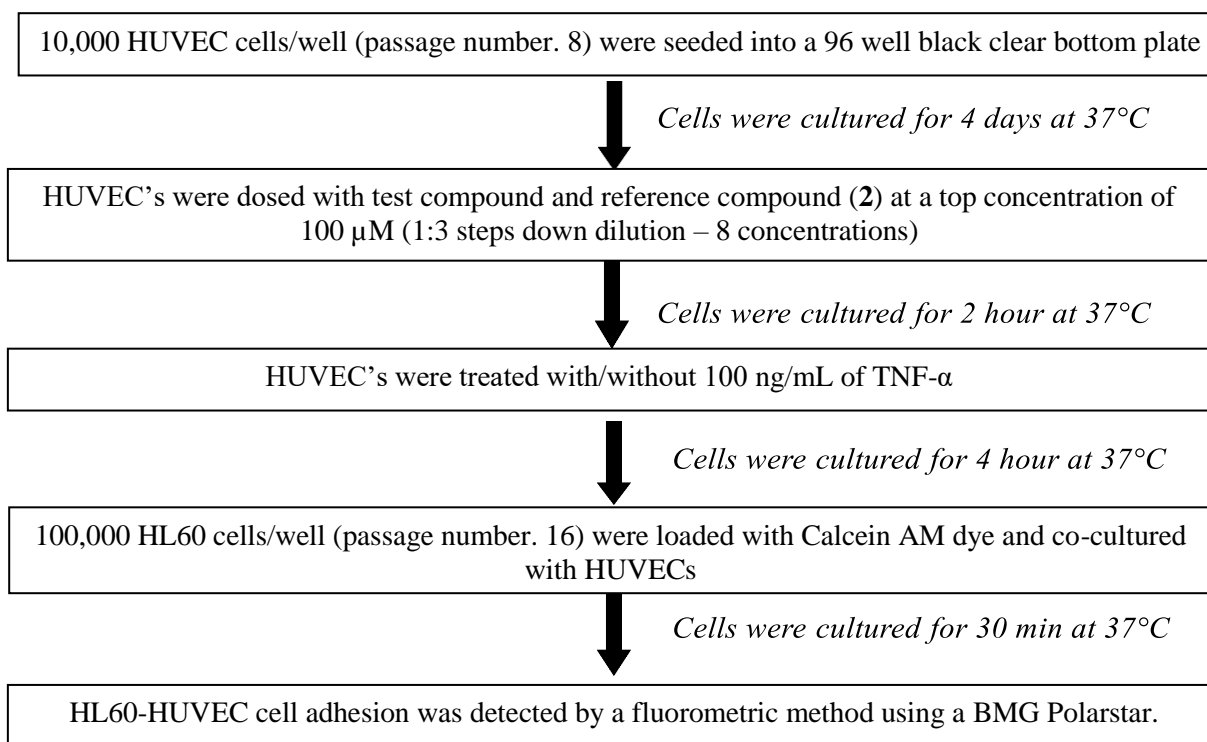 10,000 HUVEC cells/well (passage number. 8) were seeded into a 96 well black clear bottom plate
Cells were cultured for 4 days at 37°C
HUVEC’s were dosed with test compound and reference compound (2) at a top concentration of
100 µM (1:3 steps down dilution – 8 concentrations)
Cells were cultured for 2 hour at 37°C
HUVEC’s were treated with/without 100 ng/mL of TNF-α
Cells were cultured for 4 hour at 37°C
100,000 HL60 cells/well (passage number. 16) were loaded with Calcein AM dye and co-cultured
with HUVECs
Cells were cultured for 30 min at 37°C
HL60-HUVEC cell adhesion was detected by a fluorometric method using a BMG Polarstar.